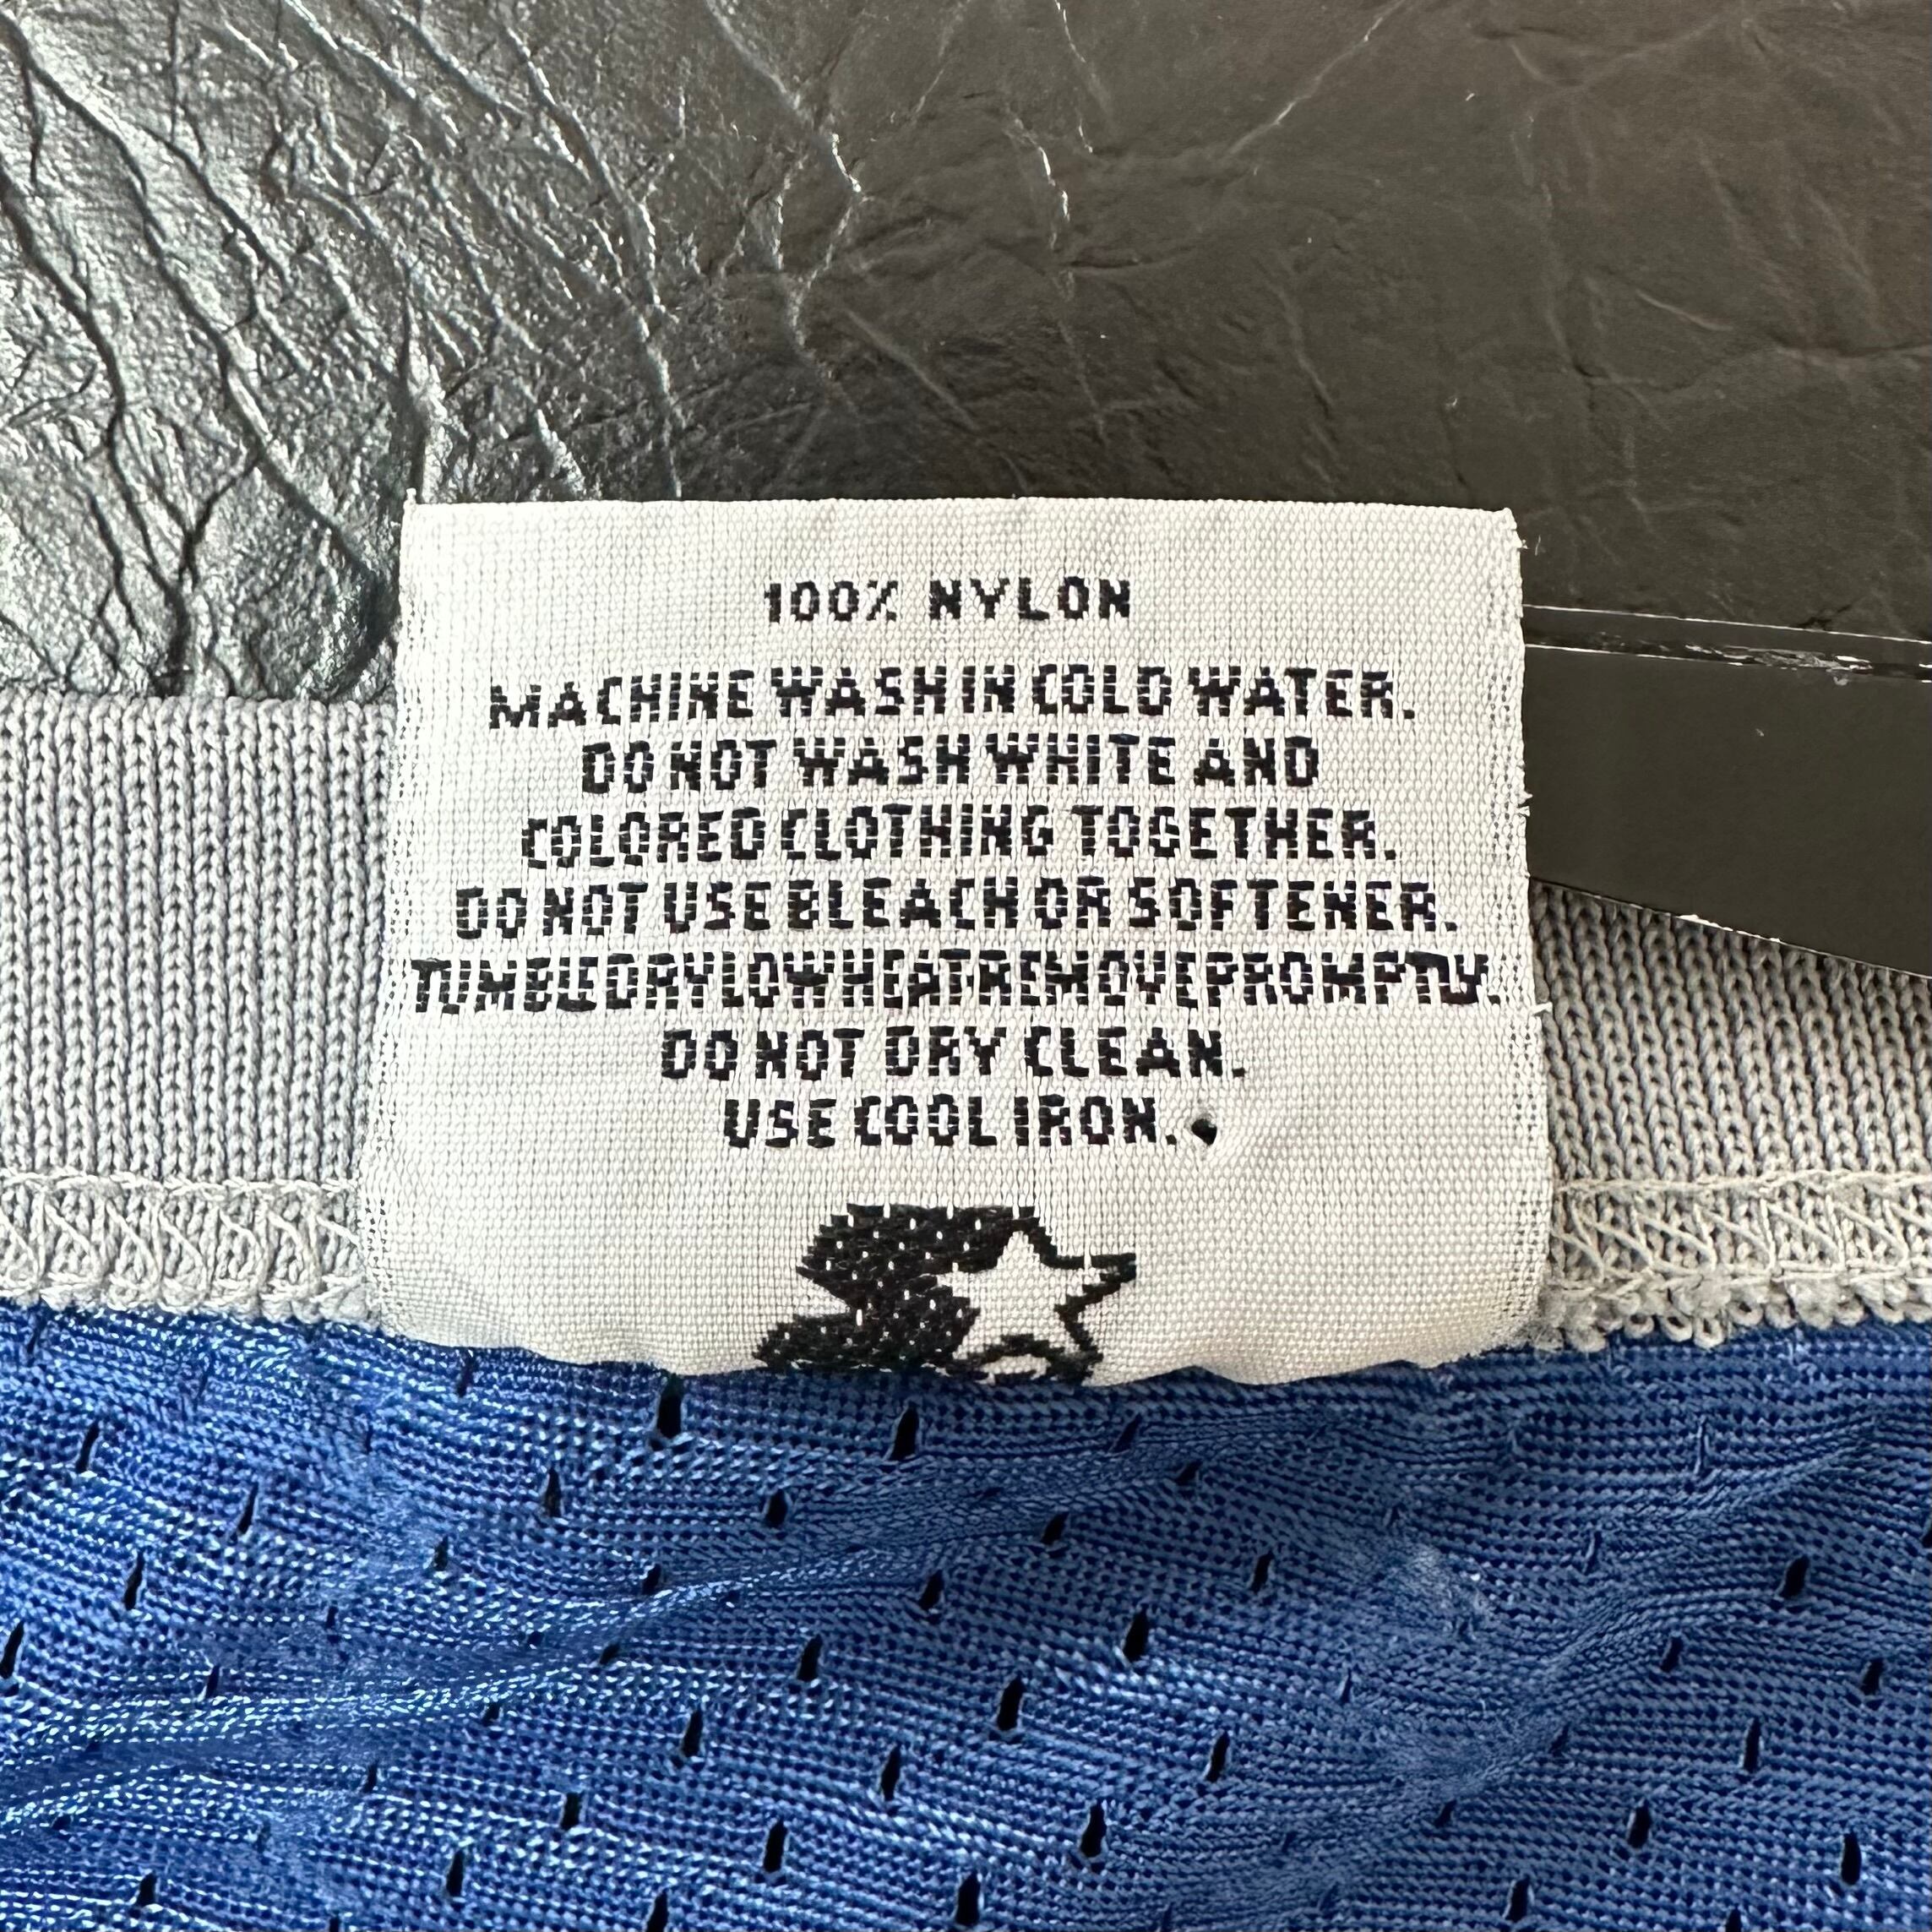 100% NYLON
MACHINE WASH IN COLD WATER.
DO NOT WASH WHITE AND
COLORED CLOTHING TOGETHER.
DO NOT USE BLEACH OR SOFTENER.
TUMBLE DRY LOW HEAT REMOVE PROMPTLY.
DO NOT DRY CLEAN.
USE COOL IRON.